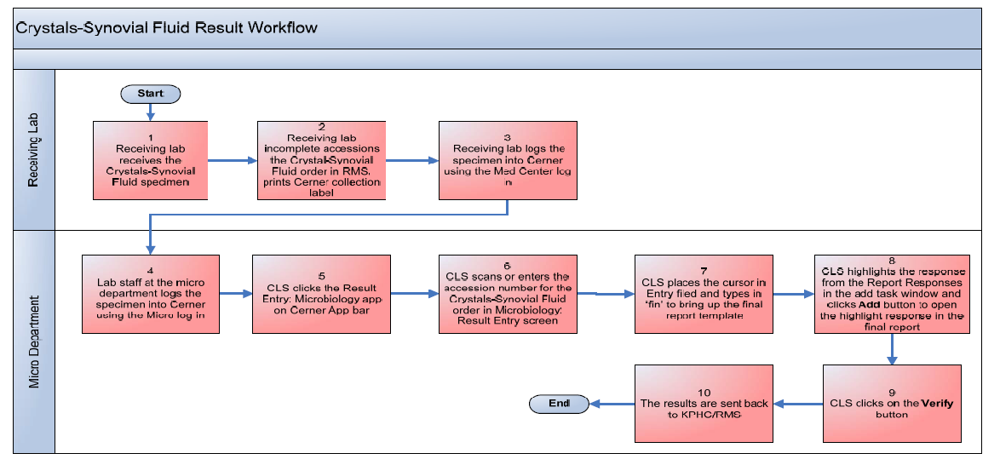 Crystals-Synovial Fluid Result Workflow
Receiving Lab
Start
1
Receiving lab
receives the
Crystals-Synovial
Fluid specimen
2
Receiving lab
incomplete accessions
the Crystal-Synovial
Fluid order in RMS,
prints Cerner collection
label
3
Receiving lab logs the
specimen into Cerner
using the Med Center log
in
Micro Department
4
Lab staff at the micro
department logs the
specimen into Cerner
using the Micro log in
5
CLS clicks the Result
Entry: Microbiology app
on Cerner App bar
6
CLS scans or enters the
accession number for the
Crystals-Synovial Fluid
order in Microbiology:
Result Entry screen
7
CLS places the cursor in
Entry filed and types in
'fin' to bring up the final
report template
8
CLS highlights the response
from the Report Responses
in the add task window and
clicks Add button to open
the highlight response in the
final report
9
CLS clicks on the Verify
button
10
The results are sent back
to KPHC/RMS
End